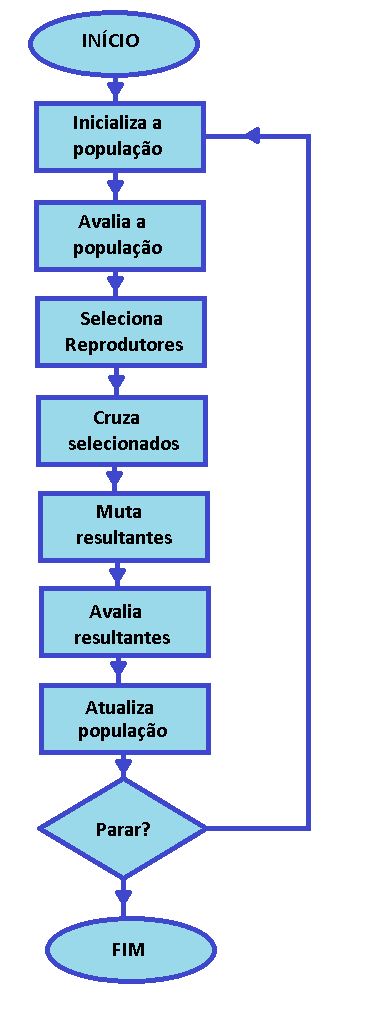 INÍCIO
Inicializa a
população
Avalia a
população
Seleciona
Reprodutores
Cruza
selecionados
Muta
resultantes
Avalia
resultantes
Atualiza
população
Parar?
FIM